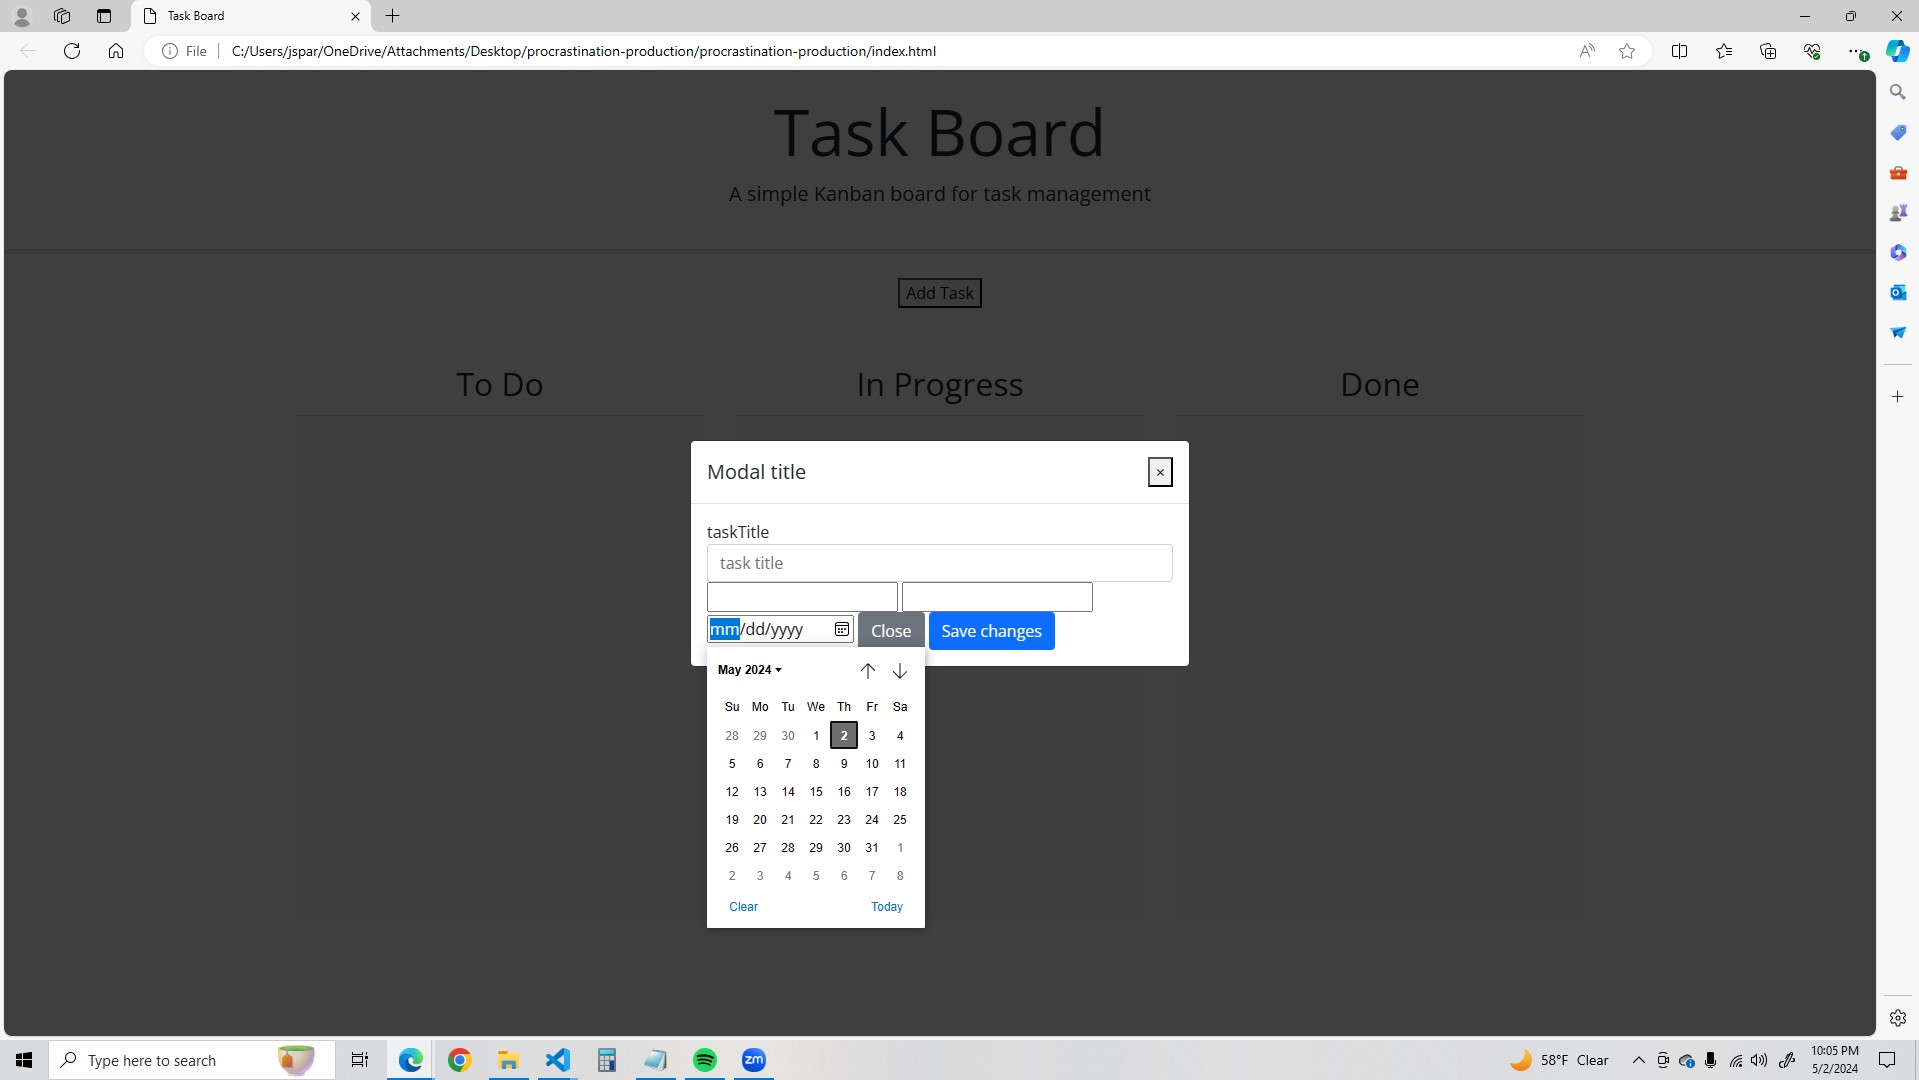 Task Board
File
C:/Users/jspar/OneDrive/Attachments/Desktop/procrastination-production/procrastination-production/index.html
Task Board
A simple Kanban board for task management
Add Task
To Do
In Progress
Done
Modal title
×
taskTitle
task title
mm/dd/yyyy
Close
Save changes
May 2024
Su Mo Tu We Th Fr Sa
28 29 30 1 2 3 4
5 6 7 8 9 10 11
12 13 14 15 16 17 18
19 20 21 22 23 24 25
26 27 28 29 30 31 1
2 3 4 5 6 7 8
Clear Today
Type here to search
zm
58°F Clear
10:05 PM
5/2/2024